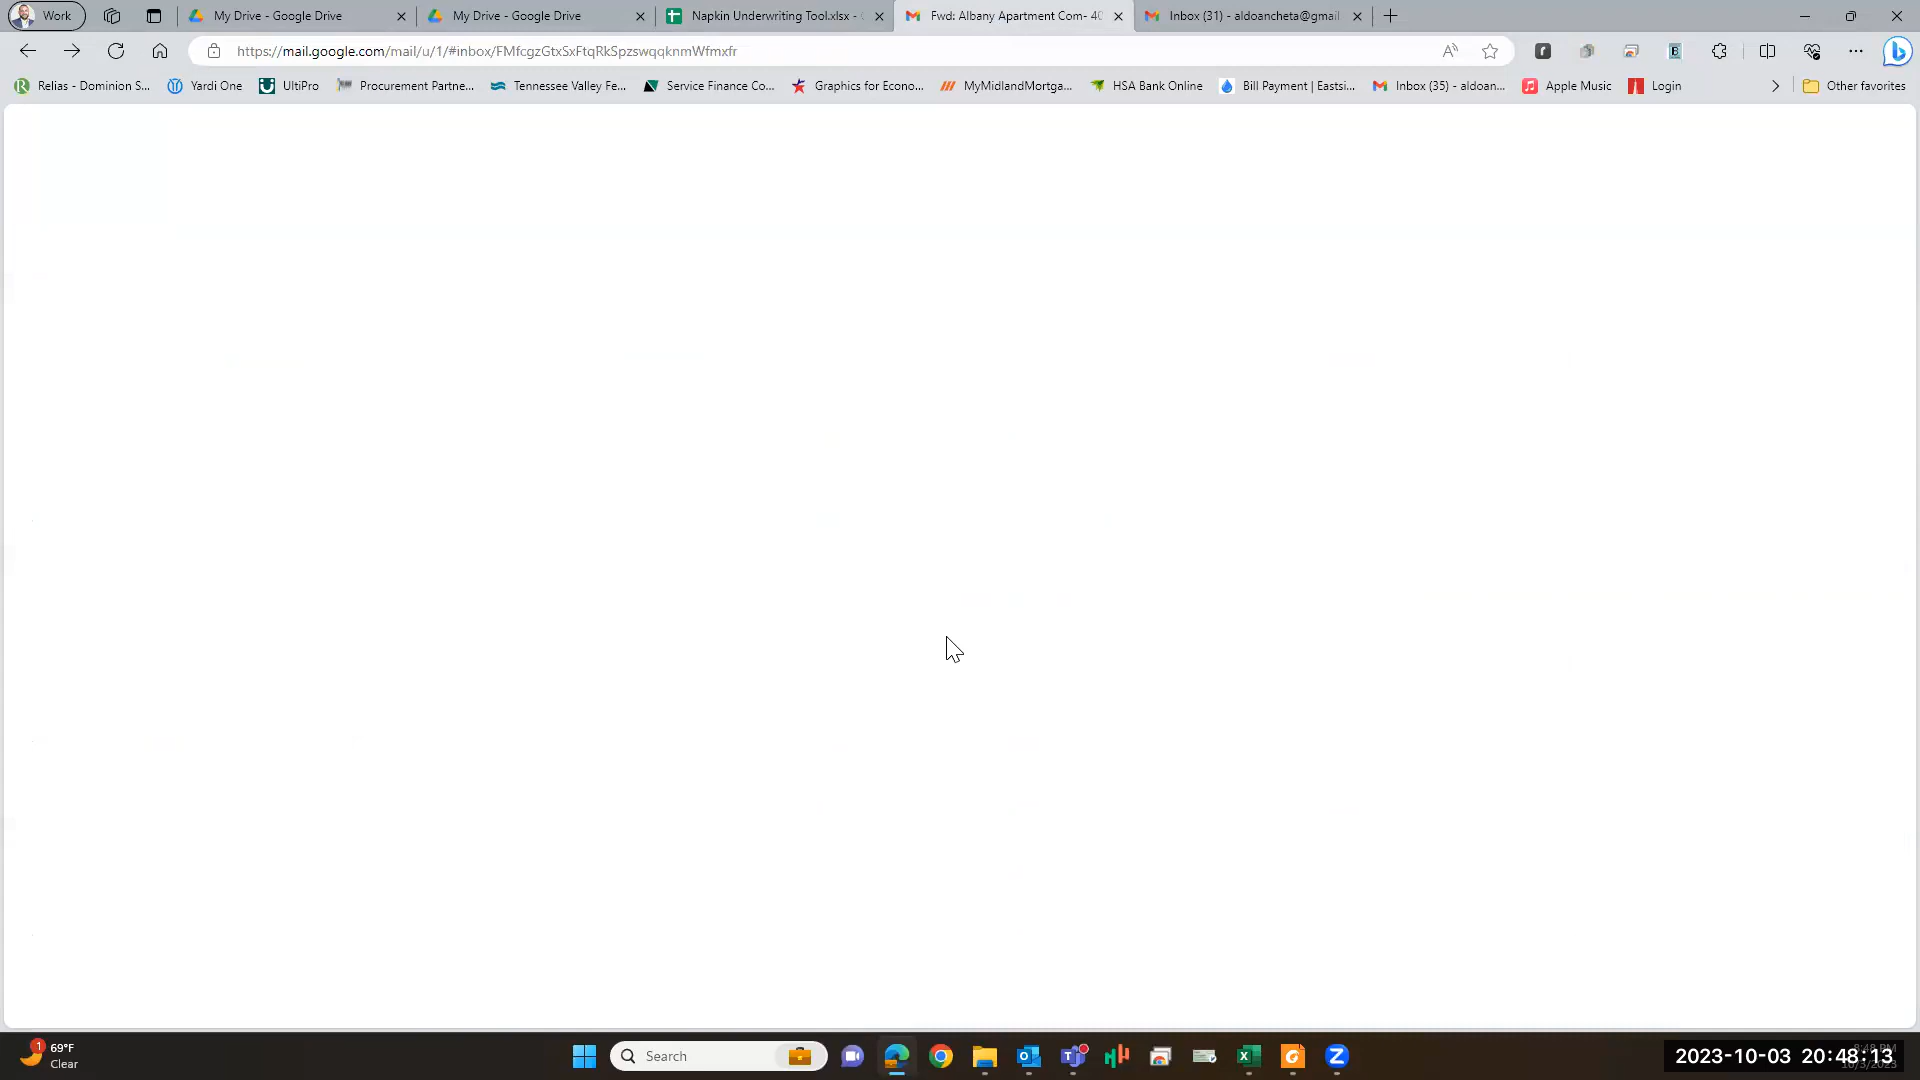 Work
My Drive - Google Drive
My Drive - Google Drive
Napkin Underwriting Tool.xlsx -
Fwd: Albany Apartment Com- 40
Inbox (31) - aldoancheta@gmail
https://mail.google.com/mail/u/1/#inbox/FMfcgzGtxSxFtqRkSpzswqqknmWfmxfr
Relias - Dominion S...
Yardi One
UltiPro
Procurement Partne...
Tennessee Valley Fe...
Service Finance Co...
Graphics for Econo...
MyMidlandMortga...
HSA Bank Online
Bill Payment | Eastsi...
Inbox (35) - aldoan...
Apple Music
Login
Other favorites
1
69°F
Clear
Search
2023-10-03 20:48:13